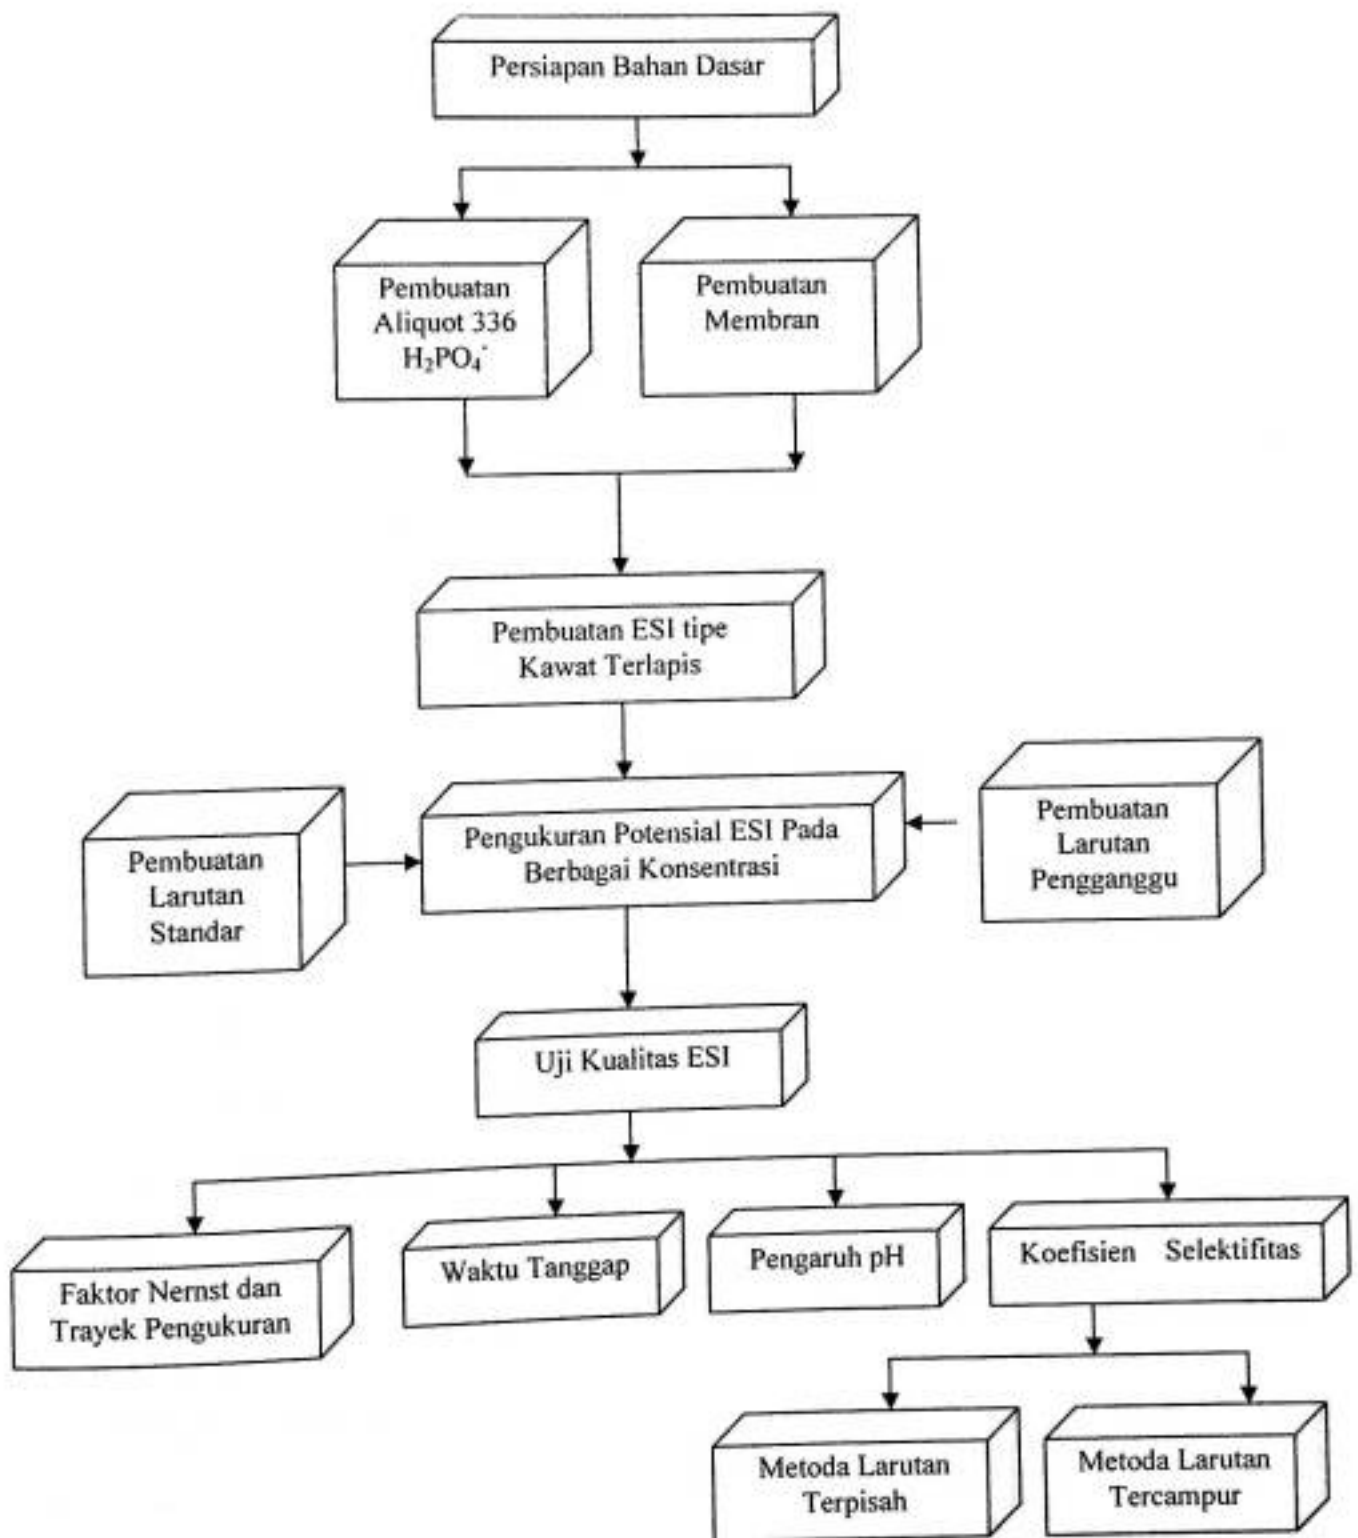 Persiapan Bahan Dasar
Pembuatan
Aliquot 336
H₂PO₄⁻
Pembuatan
Membran
Pembuatan ESI tipe
Kawat Terlapis
Pembuatan
Larutan
Standar
Pengukuran Potensial ESI Pada
Berbagai Konsentrasi
Pembuatan
Larutan
Pengganggu
Uji Kualitas ESI
Faktor Nernst dan
Trayek Pengukuran
Waktu Tanggap
Pengaruh pH
Koefisien Selektifitas
Metoda Larutan
Terpisah
Metoda Larutan
Tercampur